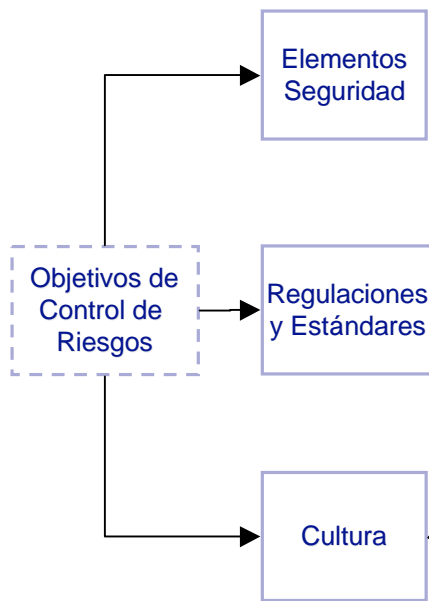 Elementos
Seguridad
Objetivos de
Control de
Riesgos
Regulaciones
y Estándares
Cultura